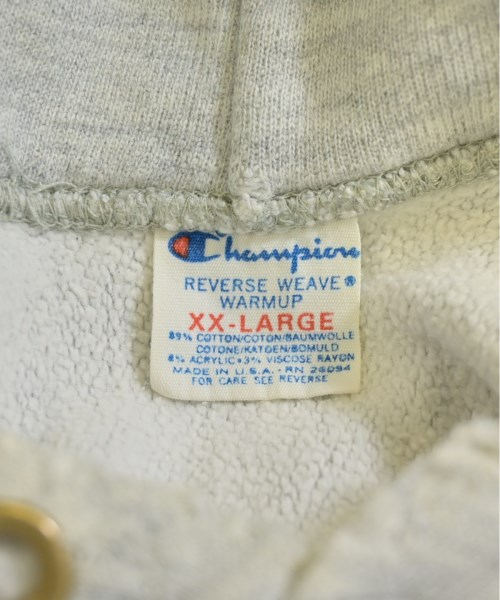 Champion
REVERSE WEAVE®
WARMUP
XX-LARGE
89% COTTON/COTON/BAUMWOLLE
COTONE/KATOEN/BOMULD
8% ACRYLIC•3% VISCOSE RAYON
MADE IN U.S.A. - RN 26094
FOR CARE SEE REVERSE